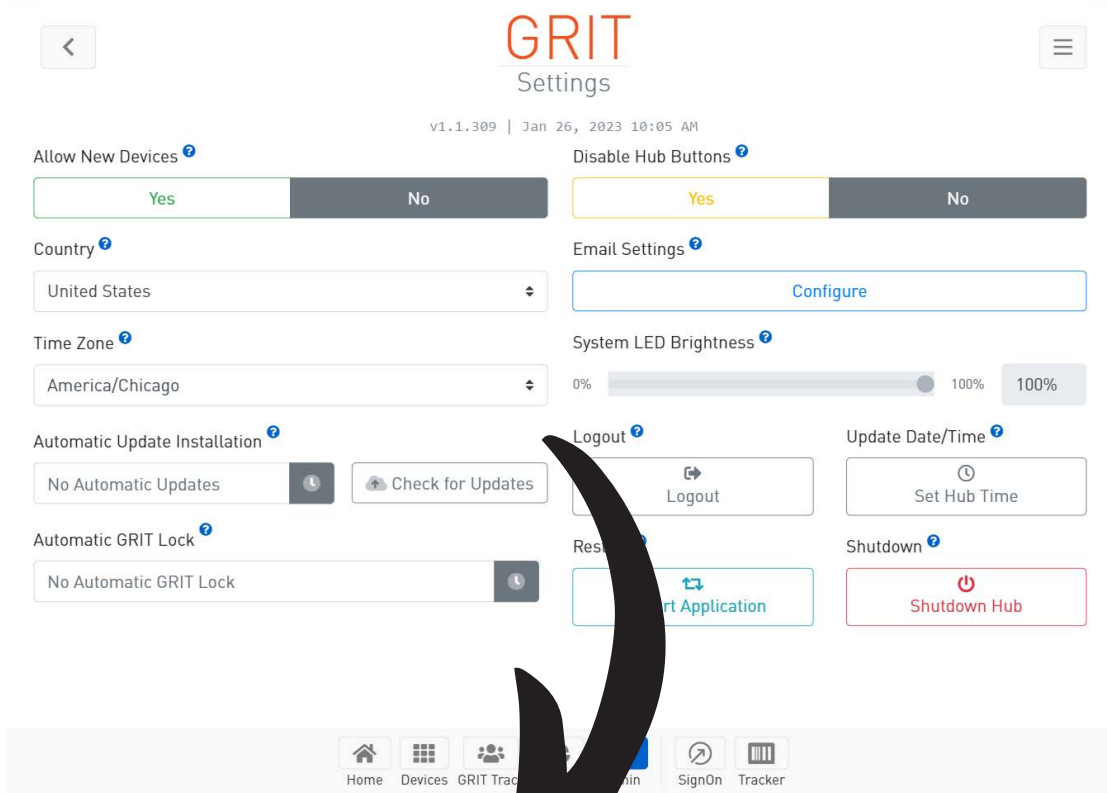 GRIT
Settings
v1.1.309 | Jan 26, 2023 10:05 AM
Allow New Devices
Yes No
Disable Hub Buttons
Yes No
Country
United States
Email Settings
Configure
Time Zone
America/Chicago
System LED Brightness
0% 100% 100%
Automatic Update Installation
No Automatic Updates
Check for Updates
Logout
Logout
Update Date/Time
Set Hub Time
Automatic GRIT Lock
No Automatic GRIT Lock
Application
Shutdown
Shutdown Hub
Home Devices GRIT SignOn Tracker